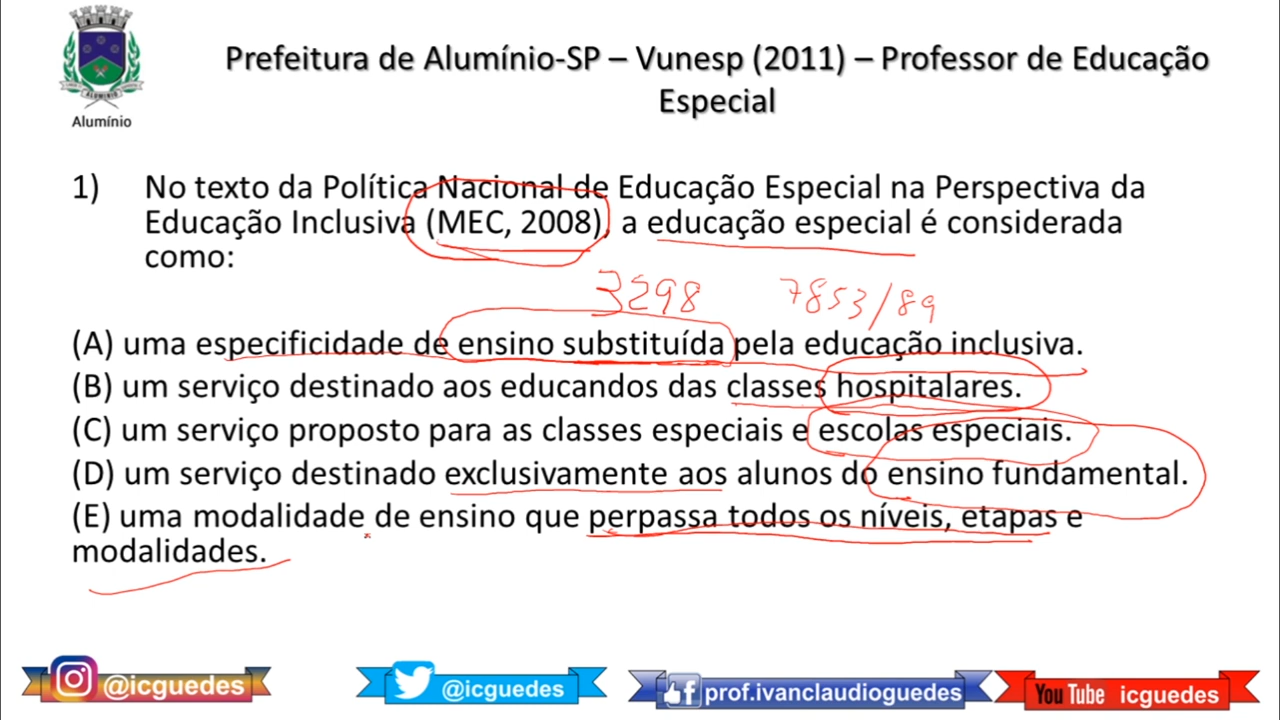 Prefeitura de Alumínio-SP – Vunesp (2011) – Professor de Educação
Especial
Alumínio
1) No texto da Política Nacional de Educação Especial na Perspectiva da
Educação Inclusiva (MEC, 2008), a educação especial é considerada
como:
3298 7853/89
(A) uma especificidade de ensino substituída pela educação inclusiva.
(B) um serviço destinado aos educandos das classes hospitalares.
(C) um serviço proposto para as classes especiais e escolas especiais.
(D) um serviço destinado exclusivamente aos alunos do ensino fundamental.
(E) uma modalidade de ensino que perpassa todos os níveis, etapas e
modalidades.
@icguedes @icguedes prof.ivanclaudioguedes YouTube icguedes